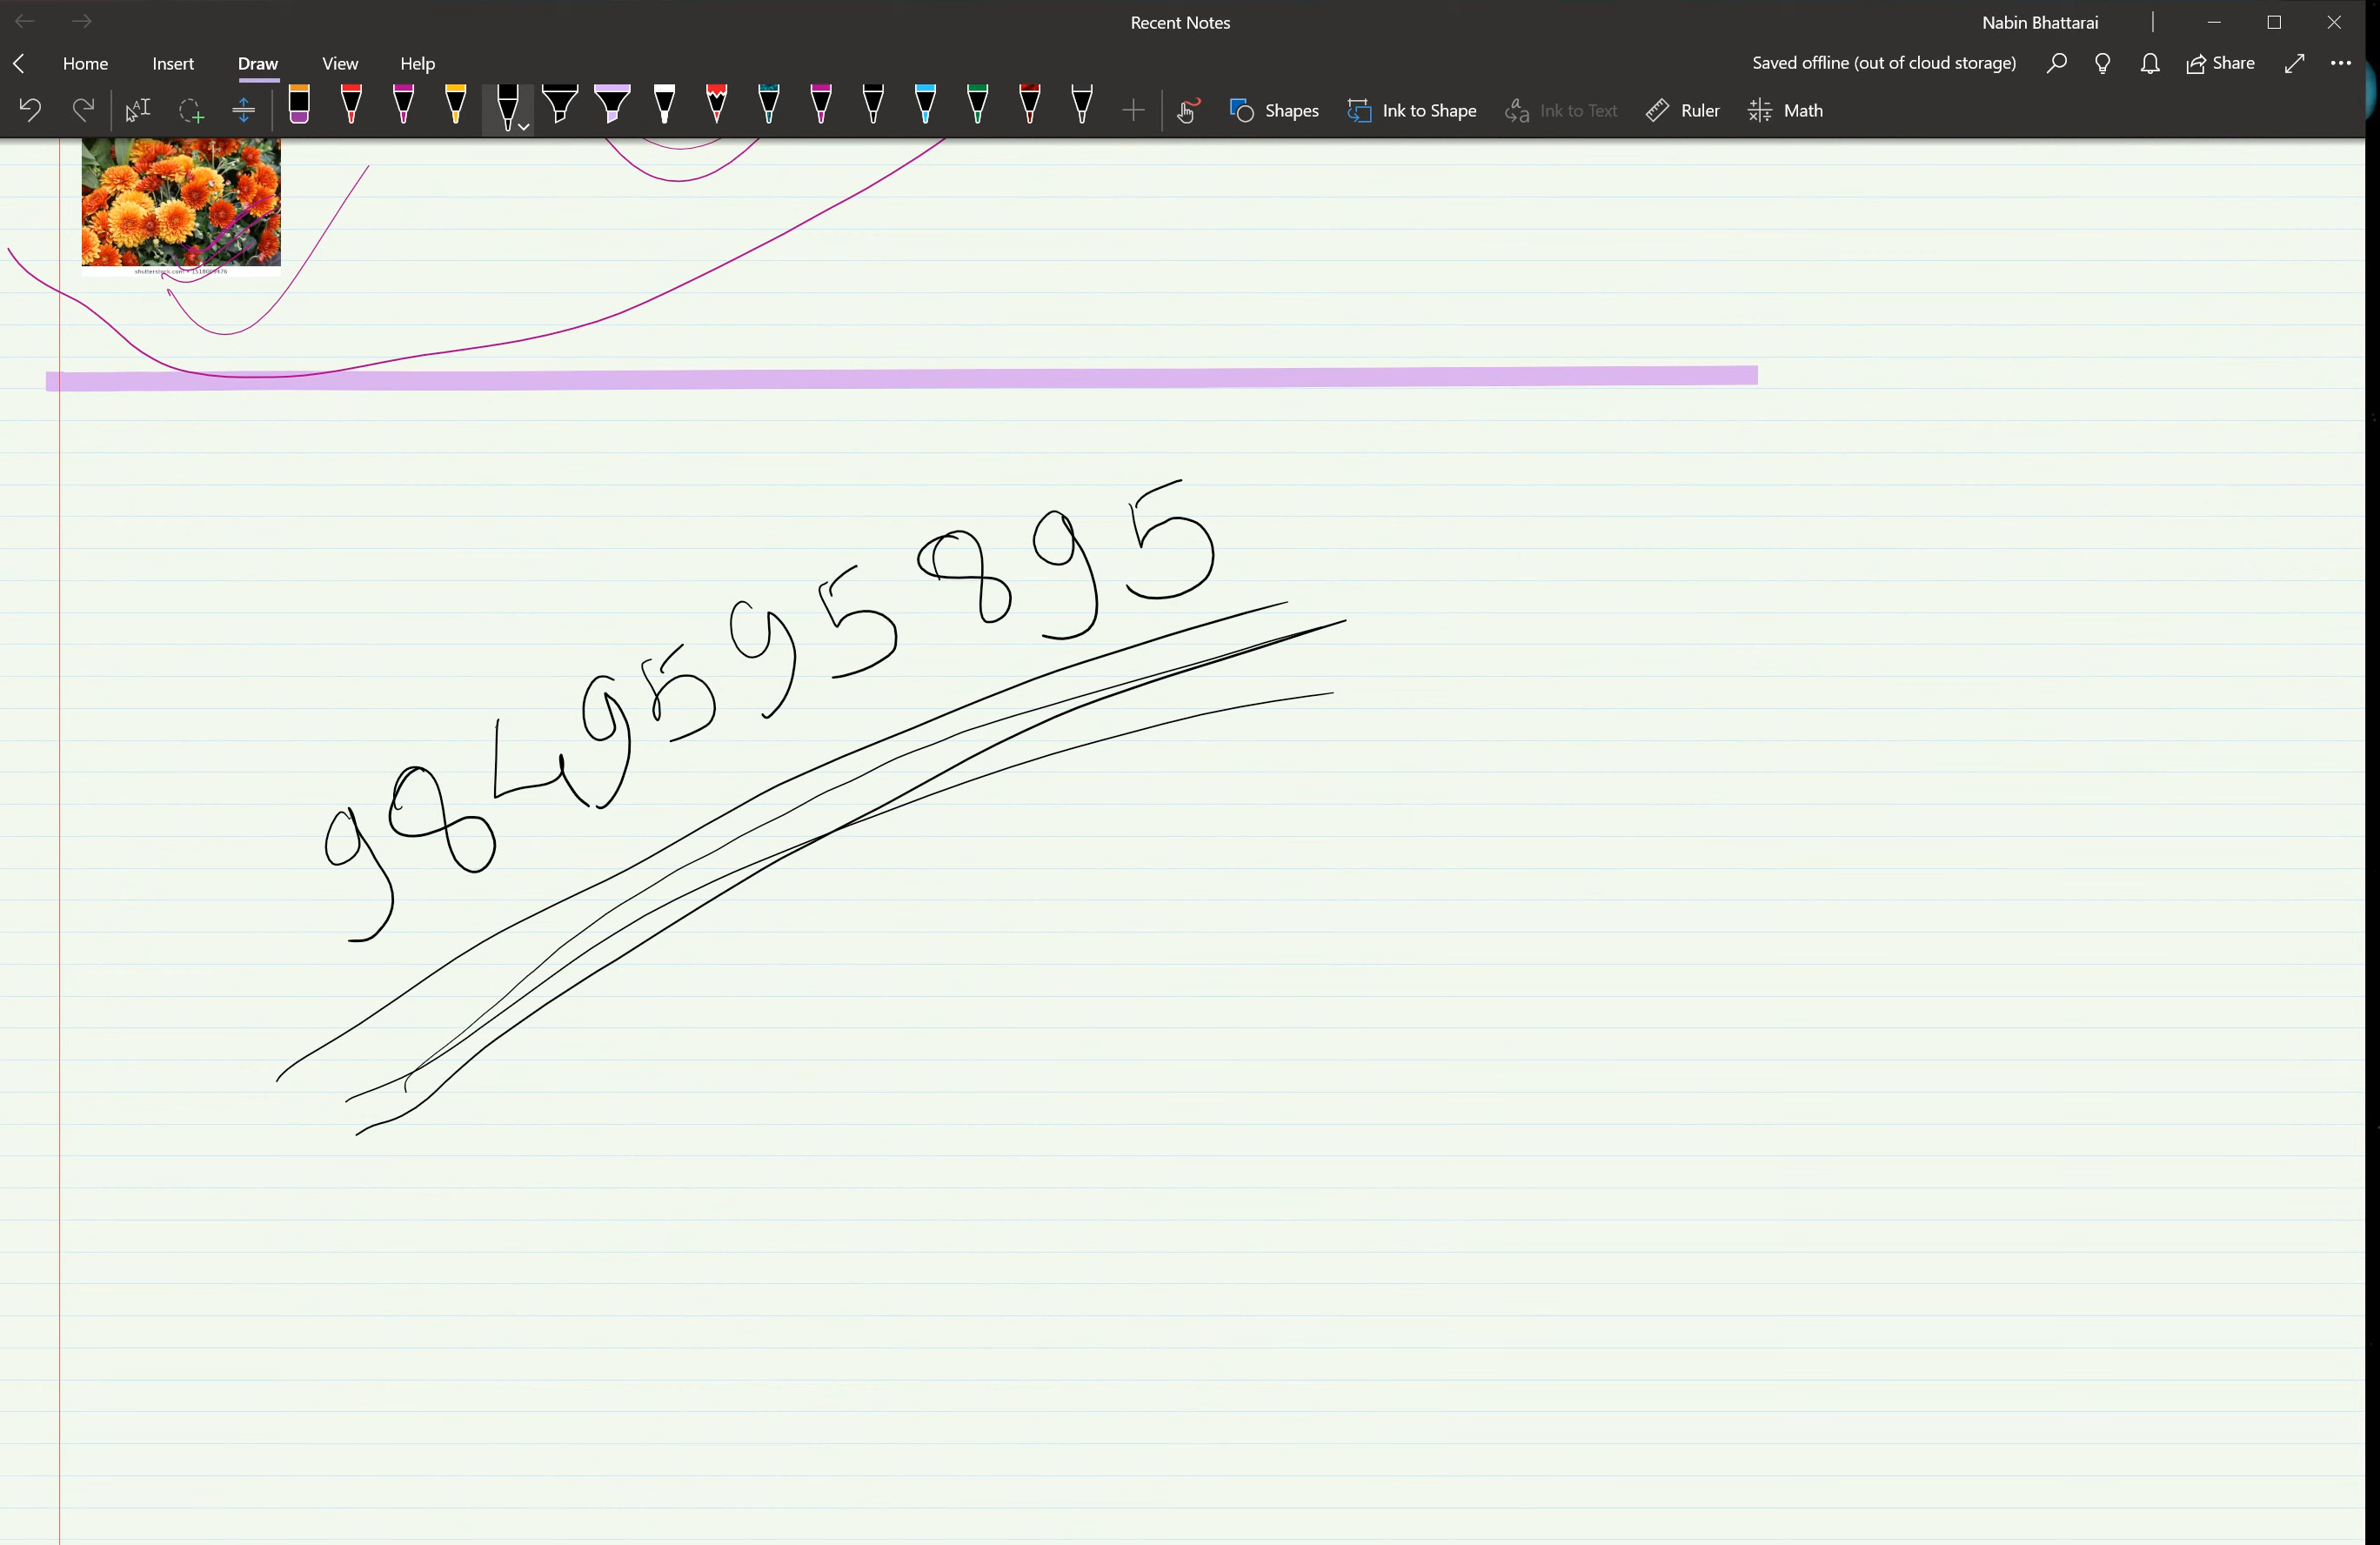 Recent Notes
Nabin Bhattarai
Home Insert Draw View Help
Saved offline (out of cloud storage)
Share
Shapes
Ink to Shape
Ink to Text
Ruler
Math
9849595895